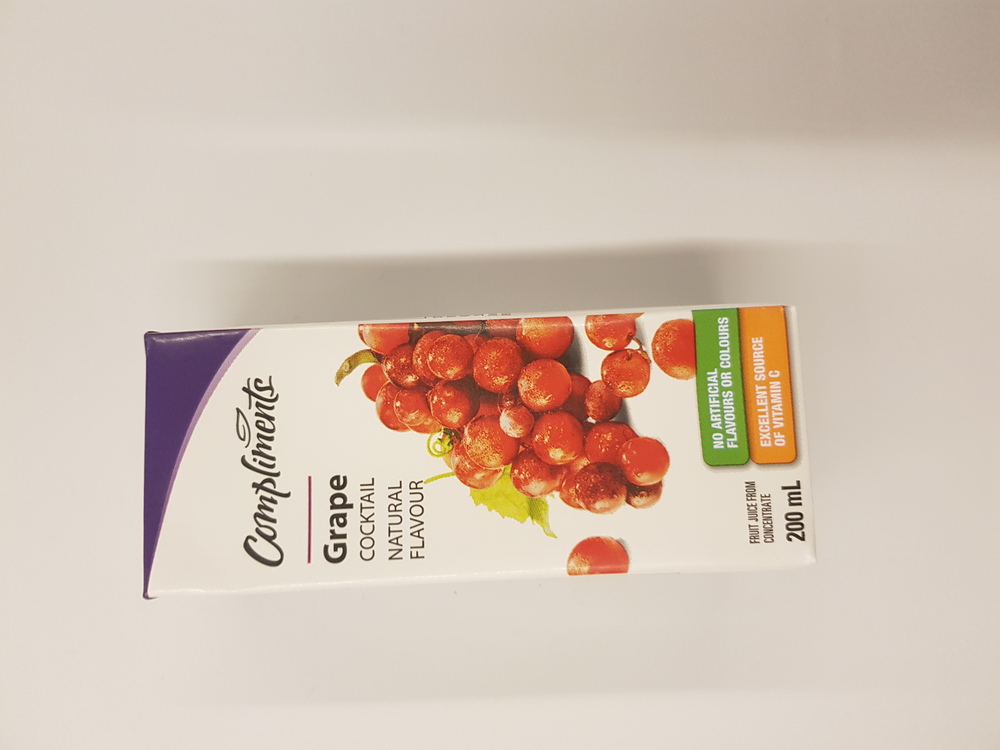 Compliments
Grape
COCKTAIL
NATURAL
FLAVOUR
NO ARTIFICIAL
FLAVOURS OR COLOURS
FRUIT JUICE FROM
CONCENTRATE
EXCELLENT SOURCE
OF VITAMIN C
200 mL